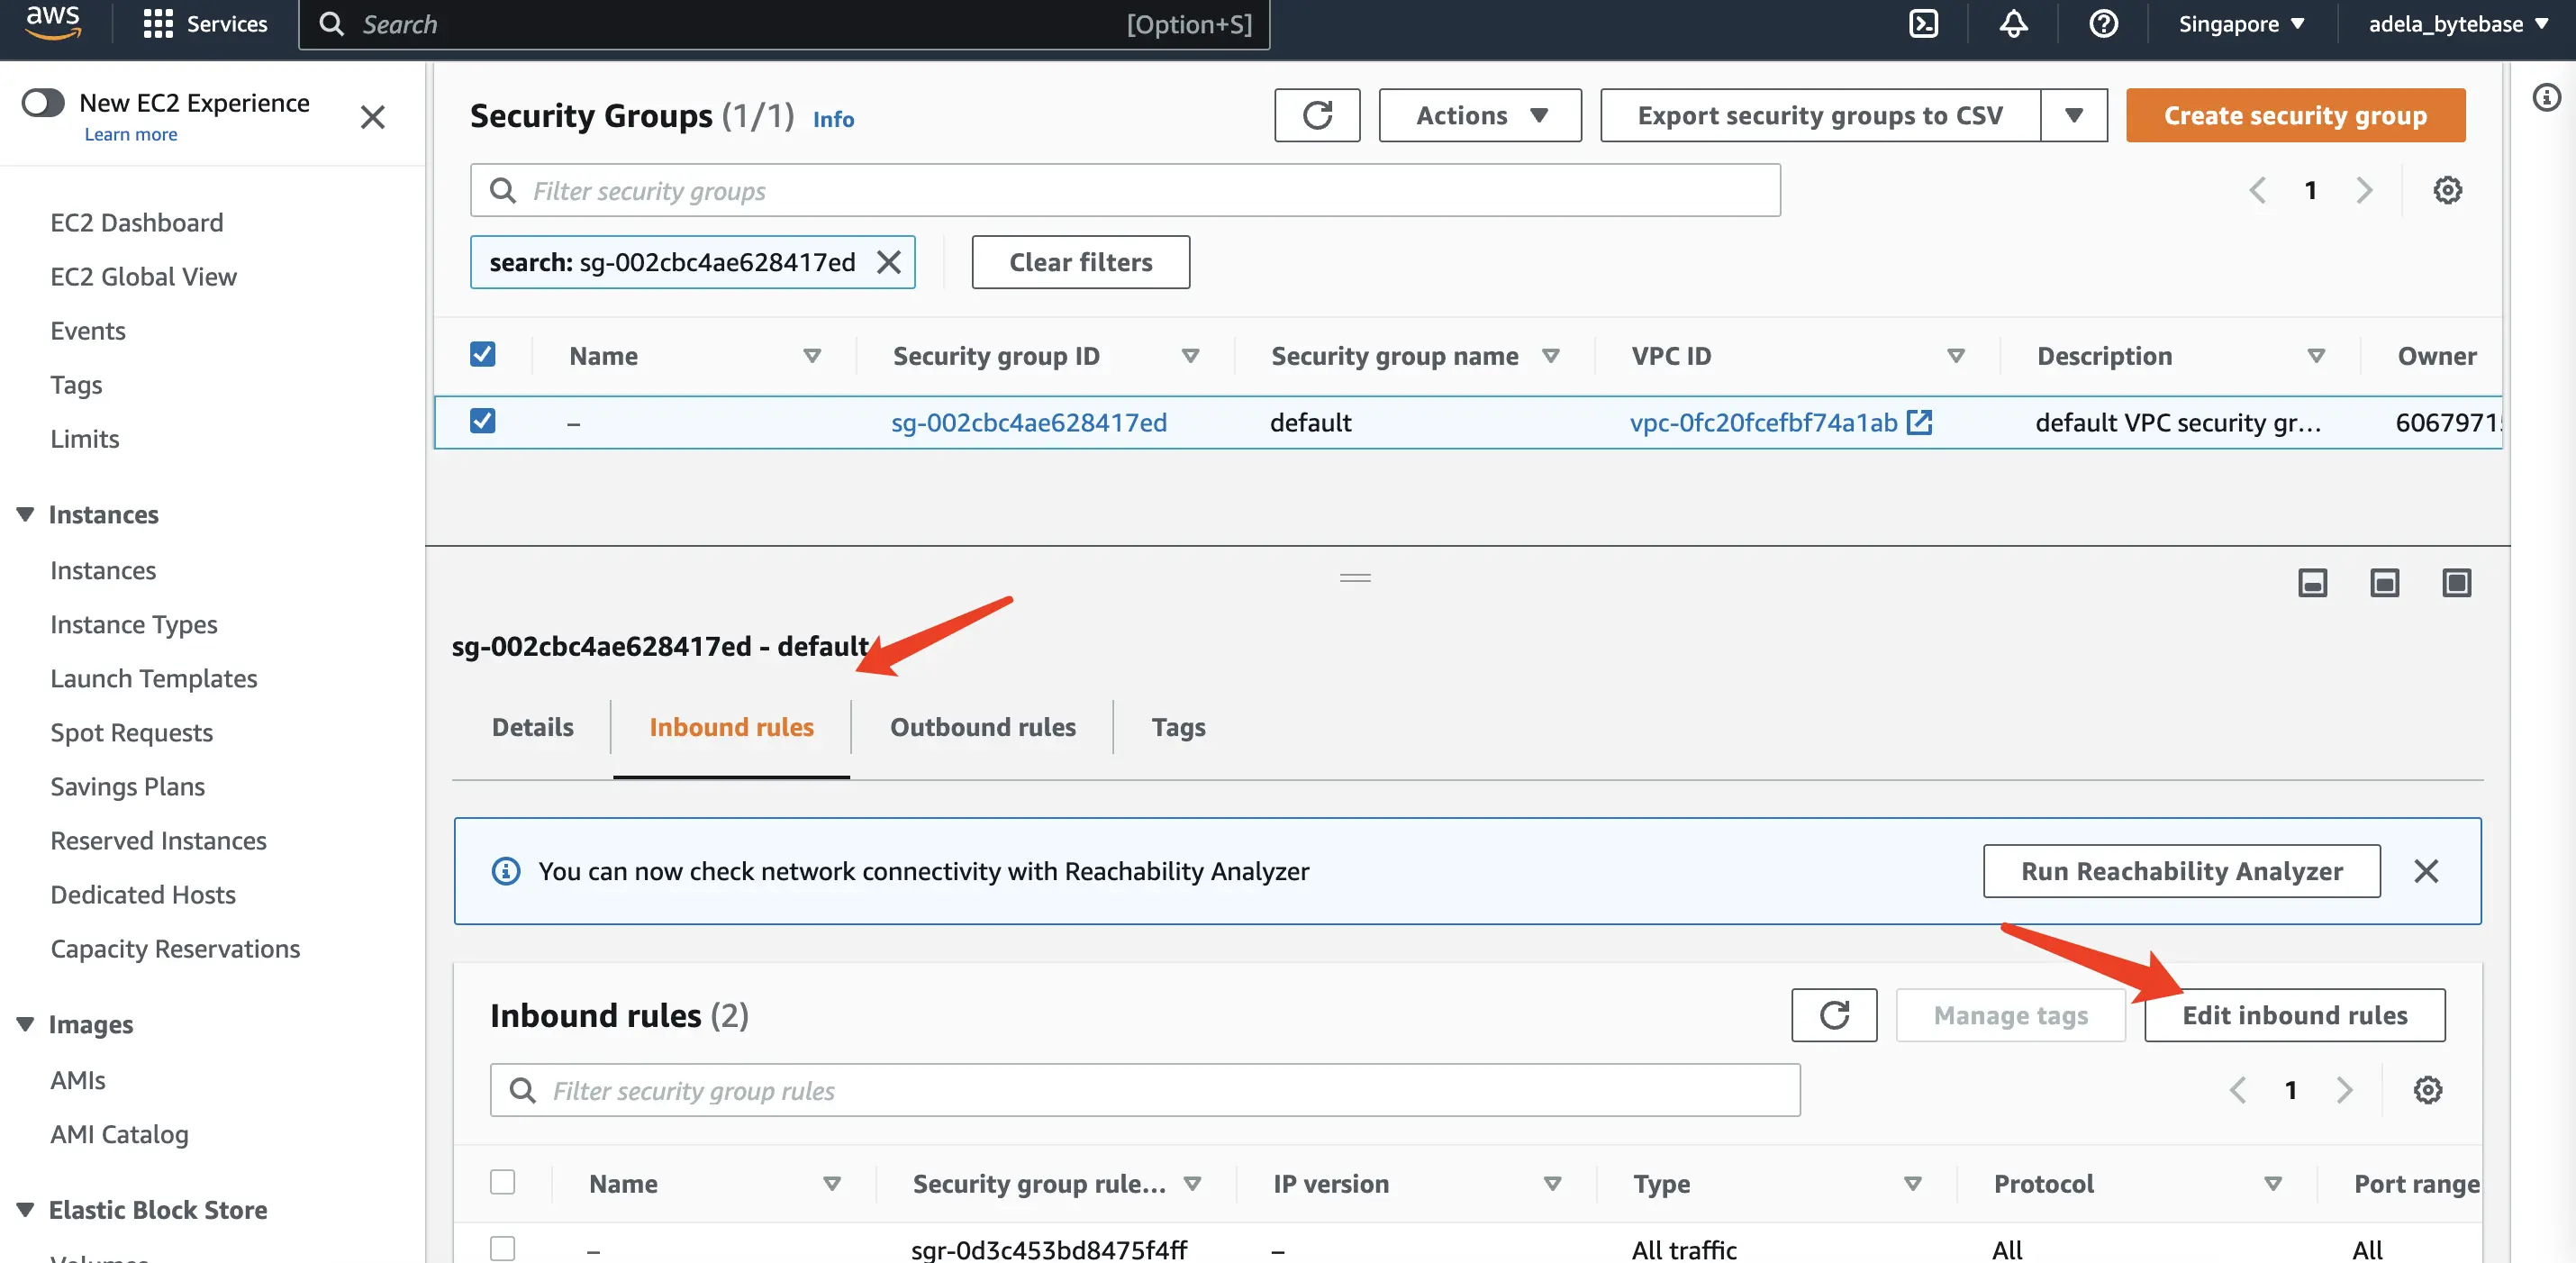 aws Services Search [Option+S] Singapore adela_bytebase
New EC2 Experience
Learn more
EC2 Dashboard
EC2 Global View
Events
Tags
Limits
Instances
Instances
Instance Types
Launch Templates
Spot Requests
Savings Plans
Reserved Instances
Dedicated Hosts
Capacity Reservations
Images
AMIs
AMI Catalog
Elastic Block Store
Volumes
Security Groups (1/1) Info Actions Export security groups to CSV Create security group
Filter security groups 1
search: sg-002cbc4ae628417ed Clear filters
Name Security group ID Security group name VPC ID Description Owner
– sg-002cbc4ae628417ed default vpc-0fc20fcefbf74a1ab default VPC security gr... 6067971
sg-002cbc4ae628417ed - default
Details Inbound rules Outbound rules Tags
You can now check network connectivity with Reachability Analyzer Run Reachability Analyzer
Inbound rules (2) Manage tags Edit inbound rules
Filter security group rules 1
Name Security group rule... IP version Type Protocol Port range
– sgr-0d3c453bd8475f4ff – All traffic All All